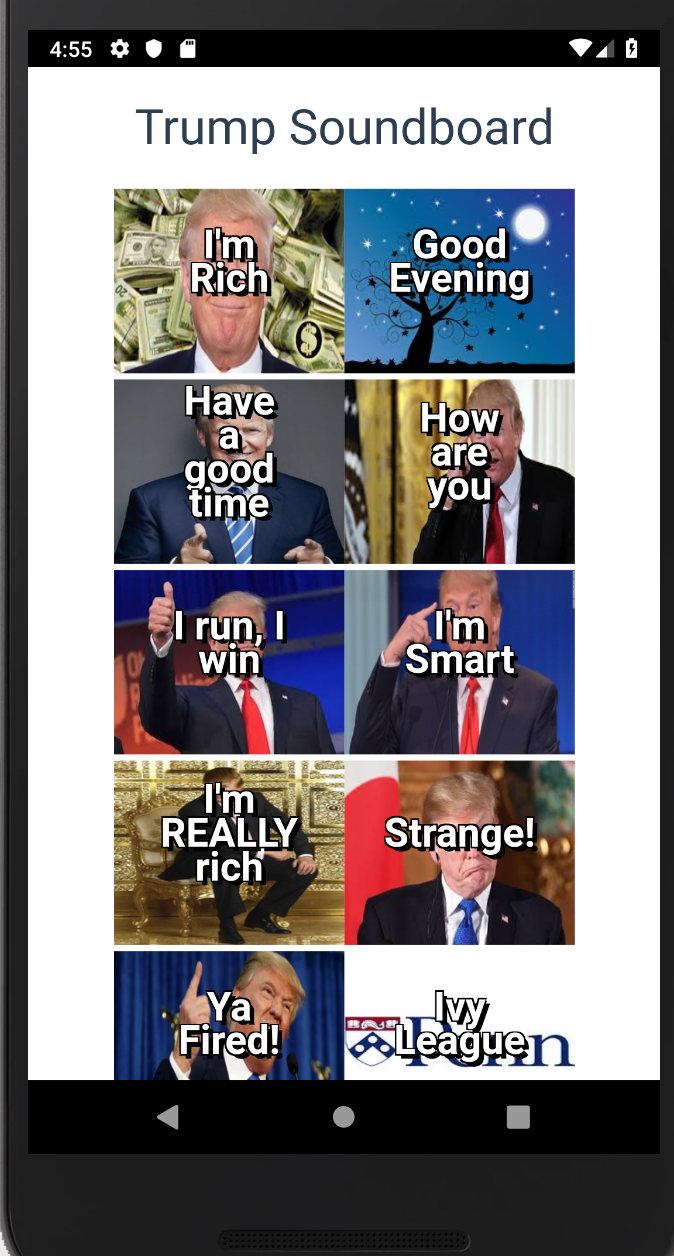 4:55
Trump Soundboard
I'm
Rich
Good
Evening
Have
a
good
time
How
are
you
I run, I
win
I'm
Smart
I'm
REALLY
rich
Strange!
Ya
Fired!
Ivy
League